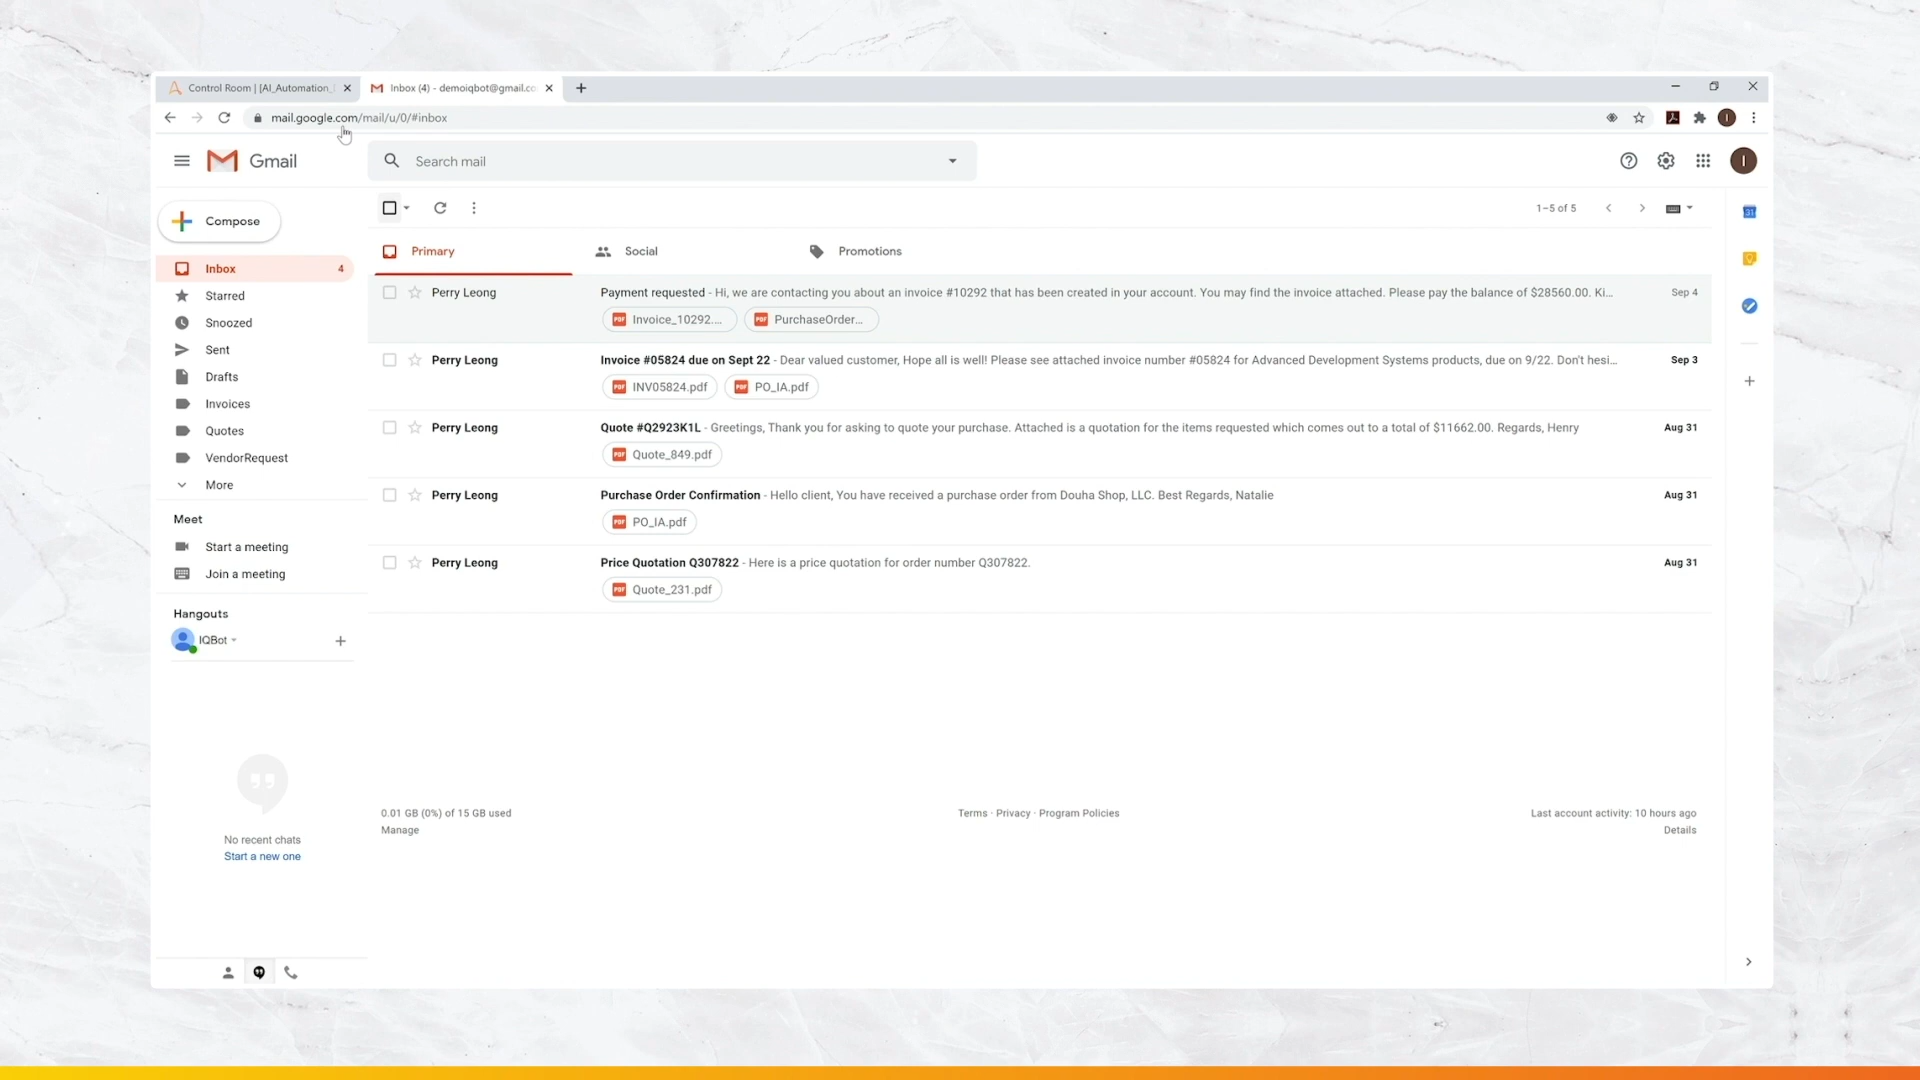 Control Room | [AI_Automation_
Inbox (4) - demoiqbot@gmail.co
mail.google.com/mail/u/0/#inbox
Gmail
Search mail
I
Compose
1–5 of 5
Primary
Social
Promotions
Inbox 4
Starred
Snoozed
Sent
Drafts
Invoices
Quotes
VendorRequest
More
Perry Leong Payment requested - Hi, we are contacting you about an invoice #10292 that has been created in your account. You may find the invoice attached. Please pay the balance of $28560.00. Ki... Sep 4
PDF Invoice_10292.... PDF PurchaseOrder...
Perry Leong Invoice #05824 due on Sept 22 - Dear valued customer, Hope all is well! Please see attached invoice number #05824 for Advanced Development Systems products, due on 9/22. Don't hesi... Sep 3
PDF INV05824.pdf PDF PO_IA.pdf
Perry Leong Quote #Q2923K1L - Greetings, Thank you for asking to quote your purchase. Attached is a quotation for the items requested which comes out to a total of $11662.00. Regards, Henry Aug 31
PDF Quote_849.pdf
Perry Leong Purchase Order Confirmation - Hello client, You have received a purchase order from Douha Shop, LLC. Best Regards, Natalie Aug 31
PDF PO_IA.pdf
Perry Leong Price Quotation Q307822 - Here is a price quotation for order number Q307822. Aug 31
PDF Quote_231.pdf
Meet
Start a meeting
Join a meeting
Hangouts
IQBot
No recent chats
Start a new one
0.01 GB (0%) of 15 GB used
Manage
Terms · Privacy · Program Policies
Last account activity: 10 hours ago
Details